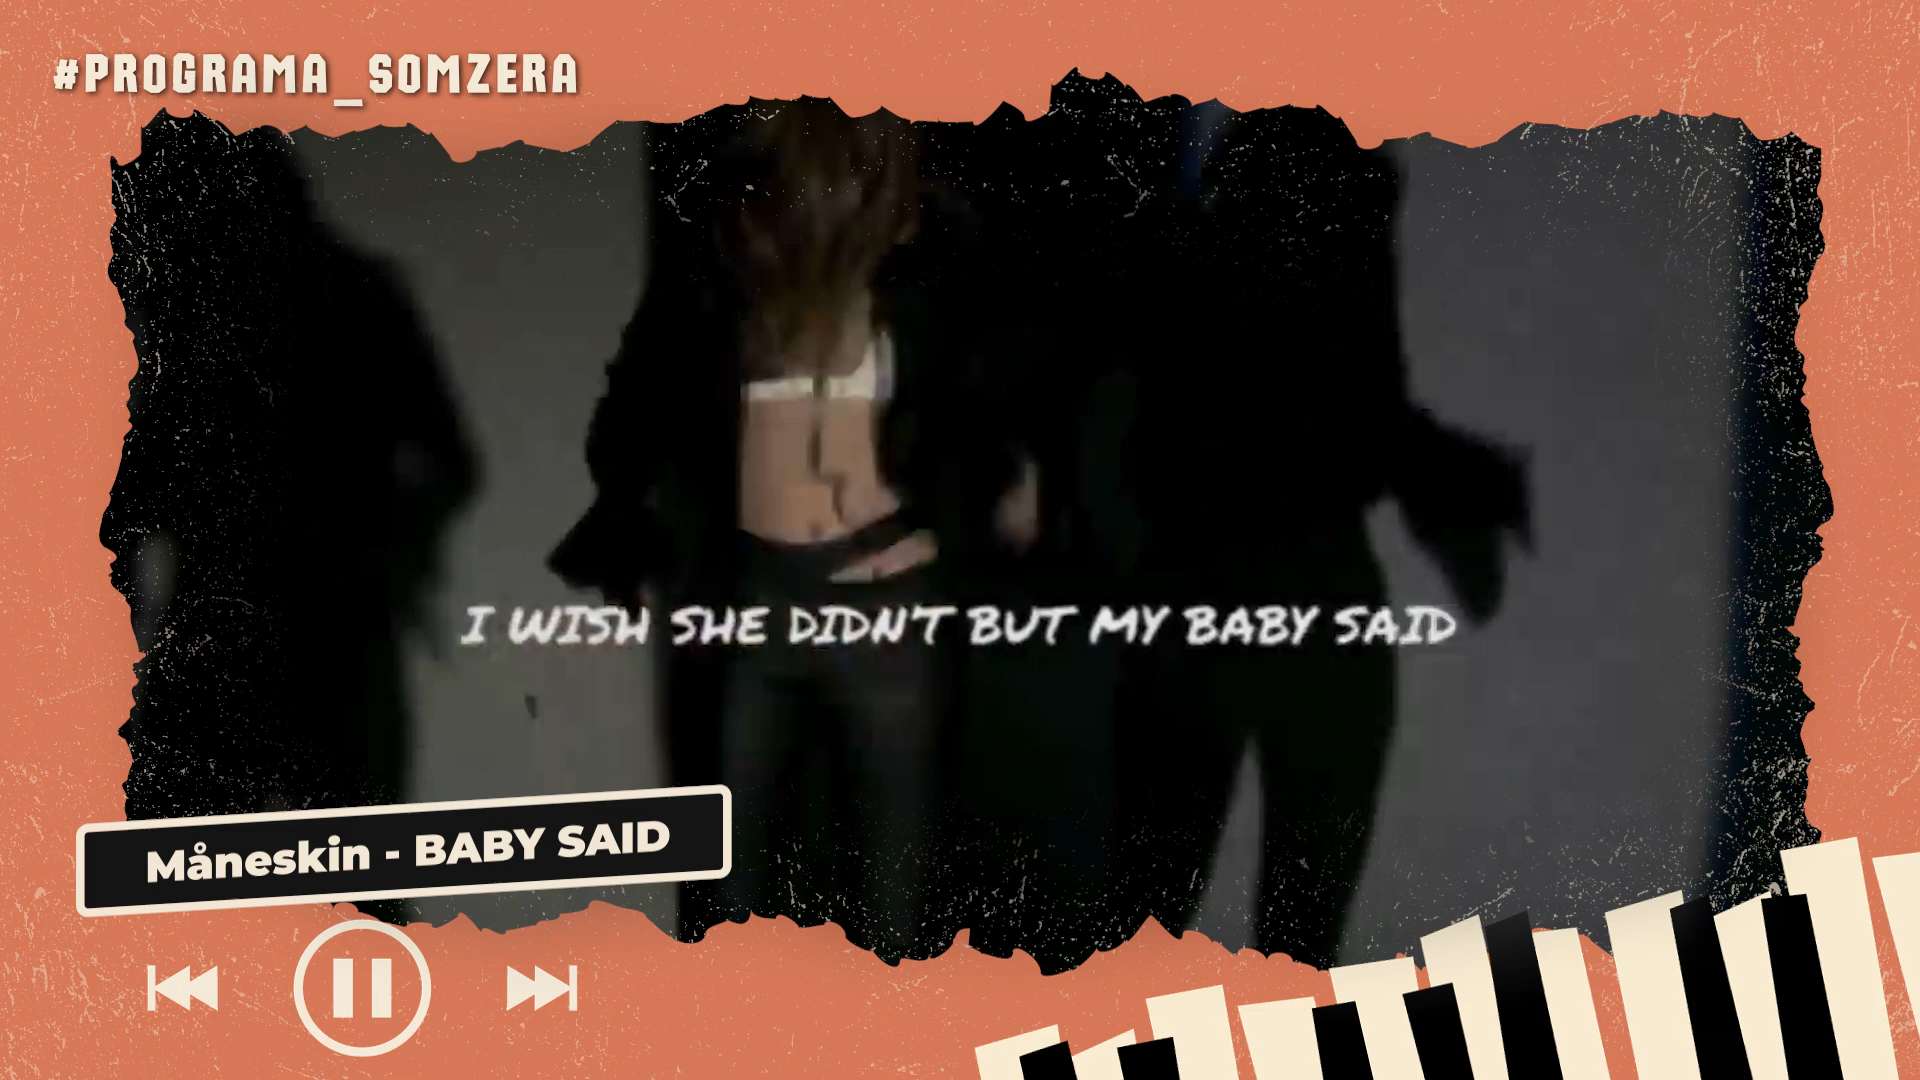 #PROGRAMA_SOMZERA
I WISH SHE DIDN'T BUT MY BABY SAID
Måneskin - BABY SAID